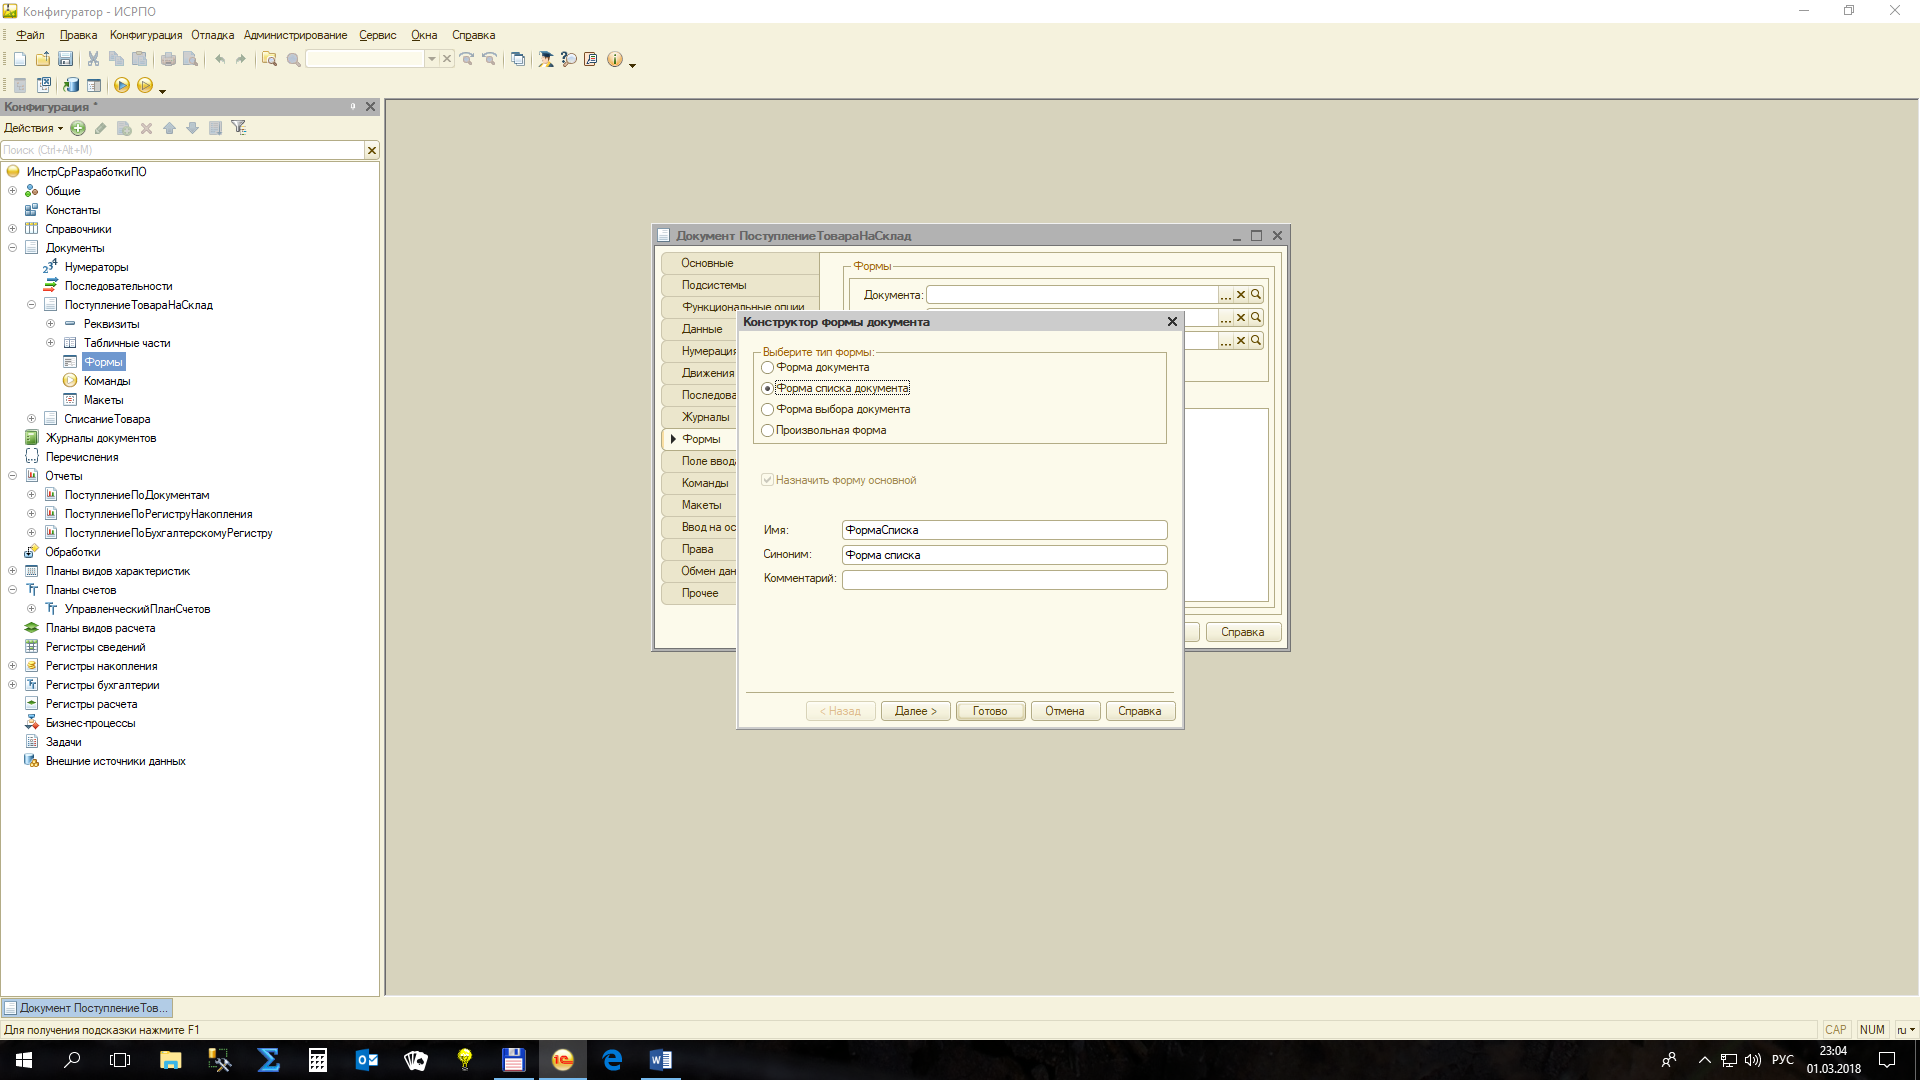 Конфигуратор - ИСРПО
Файл Правка Конфигурация Отладка Администрирование Сервис Окна Справка
Конфигурация *
Действия
Поиск (Ctrl+Alt+M)
ИнстрСрРазработкиПО
Общие
Константы
Справочники
Документы
Нумераторы
Последовательности
ПоступлениеТовараНаСклад
Реквизиты
Табличные части
Формы
Команды
Макеты
СписаниеТовара
Журналы документов
Перечисления
Отчеты
ПоступлениеПоДокументам
ПоступлениеПоРегиструНакопления
ПоступлениеПоБухгалтерскомуРегистру
Обработки
Планы видов характеристик
Планы счетов
УправленческийПланСчетов
Планы видов расчета
Регистры сведений
Регистры накопления
Регистры бухгалтерии
Регистры расчета
Бизнес-процессы
Задачи
Внешние источники данных
Документ ПоступлениеТовараНаСклад
Основные
Подсистемы
Функциональные опции
Данные
Нумерация
Движения
Последова
Журналы
Формы
Поле ввода
Команды
Макеты
Ввод на ос
Права
Обмен дан
Прочее
Формы
Документа:
Справка
Конструктор формы документа
Выберите тип формы:
Форма документа
Форма списка документа
Форма выбора документа
Произвольная форма
Назначить форму основной
Имя: ФормаСписка
Синоним: Форма списка
Комментарий:
< Назад Далее > Готово Отмена Справка
Документ ПоступлениеТов...
Для получения подсказки нажмите F1
CAP NUM ru
РУС
23:04
01.03.2018